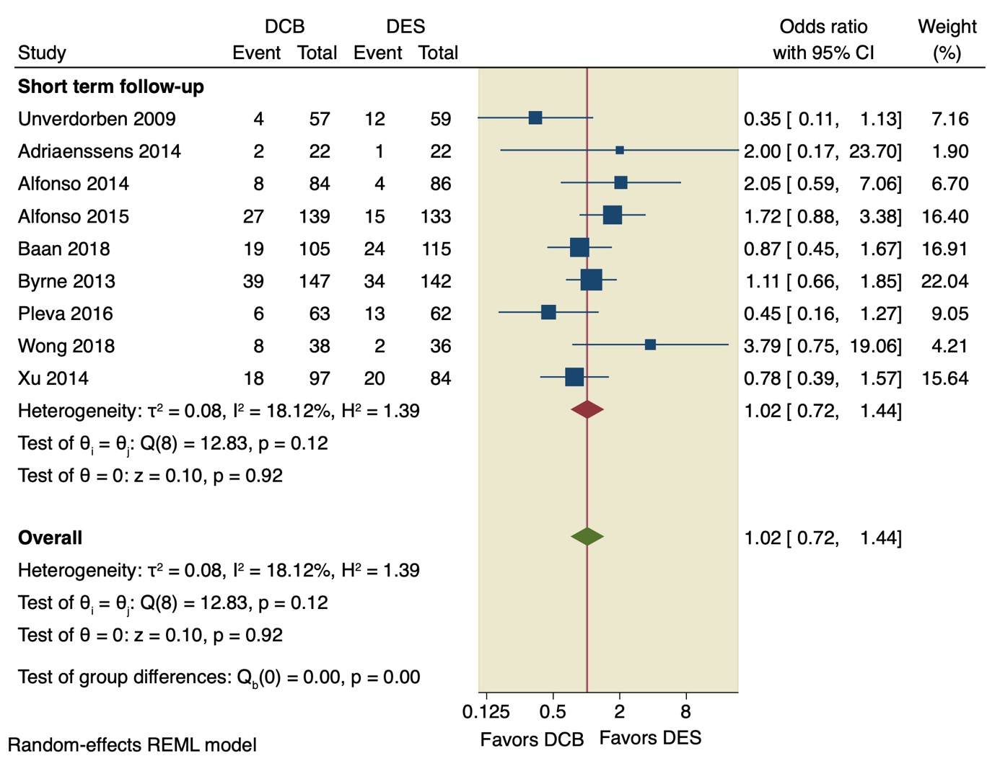 DCB DES Odds ratio Weight
Study Event Total Event Total with 95% CI (%)
Short term follow-up
Unverdorben 2009 4 57 12 59 0.35 [ 0.11, 1.13] 7.16
Adriaenssens 2014 2 22 1 22 2.00 [ 0.17, 23.70] 1.90
Alfonso 2014 8 84 4 86 2.05 [ 0.59, 7.06] 6.70
Alfonso 2015 27 139 15 133 1.72 [ 0.88, 3.38] 16.40
Baan 2018 19 105 24 115 0.87 [ 0.45, 1.67] 16.91
Byrne 2013 39 147 34 142 1.11 [ 0.66, 1.85] 22.04
Pleva 2016 6 63 13 62 0.45 [ 0.16, 1.27] 9.05
Wong 2018 8 38 2 36 3.79 [ 0.75, 19.06] 4.21
Xu 2014 18 97 20 84 0.78 [ 0.39, 1.57] 15.64
Heterogeneity: τ² = 0.08, I² = 18.12%, H² = 1.39 1.02 [ 0.72, 1.44]
Test of θᵢ = θⱼ: Q(8) = 12.83, p = 0.12
Test of θ = 0: z = 0.10, p = 0.92
Overall 1.02 [ 0.72, 1.44]
Heterogeneity: τ² = 0.08, I² = 18.12%, H² = 1.39
Test of θᵢ = θⱼ: Q(8) = 12.83, p = 0.12
Test of θ = 0: z = 0.10, p = 0.92
Test of group differences: Q_b(0) = 0.00, p = 0.00
0.125 0.5 2 8
Favors DCB Favors DES
Random-effects REML model